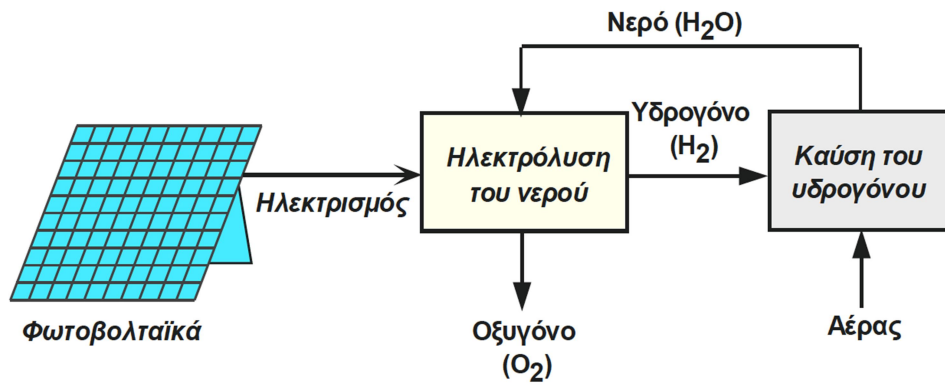 Νερό (H2O)
Υδρογόνο
(H2)
Ηλεκτρόλυση
του νερού
Καύση του
υδρογόνου
Ηλεκτρισμός
Φωτοβολταϊκά
Οξυγόνο
(O2)
Αέρας